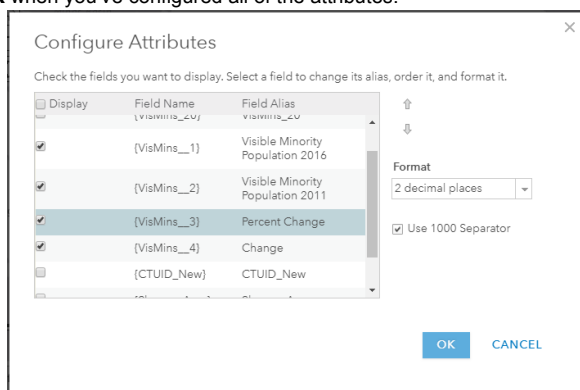 when you've configured all of the attributes.
Configure Attributes
Check the fields you want to display. Select a field to change its alias, order it, and format it.
Display Field Name Field Alias
{VisMins_20} VisMins_20
{VisMins__1} Visible Minority
Population 2016
{VisMins__2} Visible Minority
Population 2011
{VisMins__3} Percent Change
{VisMins__4} Change
{CTUID_New} CTUID_New
Format
2 decimal places
Use 1000 Separator
OK CANCEL